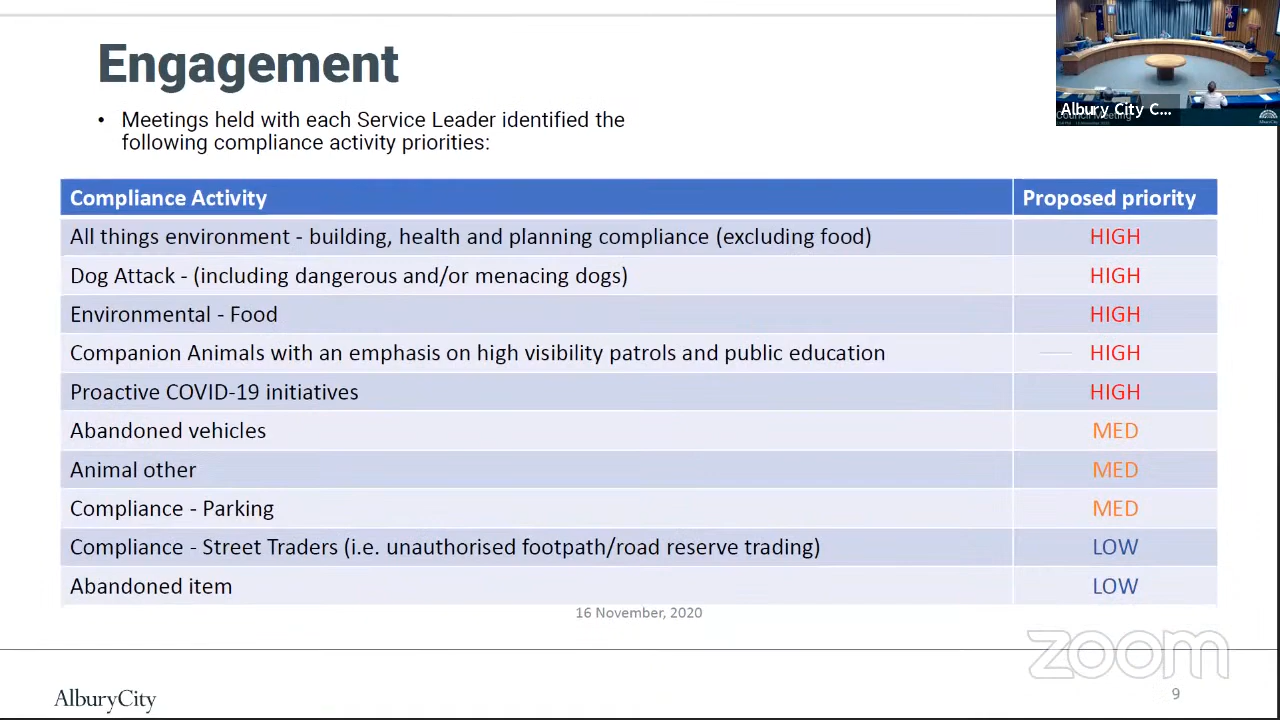 Engagement
• Meetings held with each Service Leader identified the
following compliance activity priorities:
Albury City C...
Compliance Activity Proposed priority
All things environment - building, health and planning compliance (excluding food) HIGH
Dog Attack - (including dangerous and/or menacing dogs) HIGH
Environmental - Food HIGH
Companion Animals with an emphasis on high visibility patrols and public education HIGH
Proactive COVID-19 initiatives HIGH
Abandoned vehicles MED
Animal other MED
Compliance - Parking MED
Compliance - Street Traders (i.e. unauthorised footpath/road reserve trading) LOW
Abandoned item LOW
16 November, 2020
zoom
AlburyCity
9